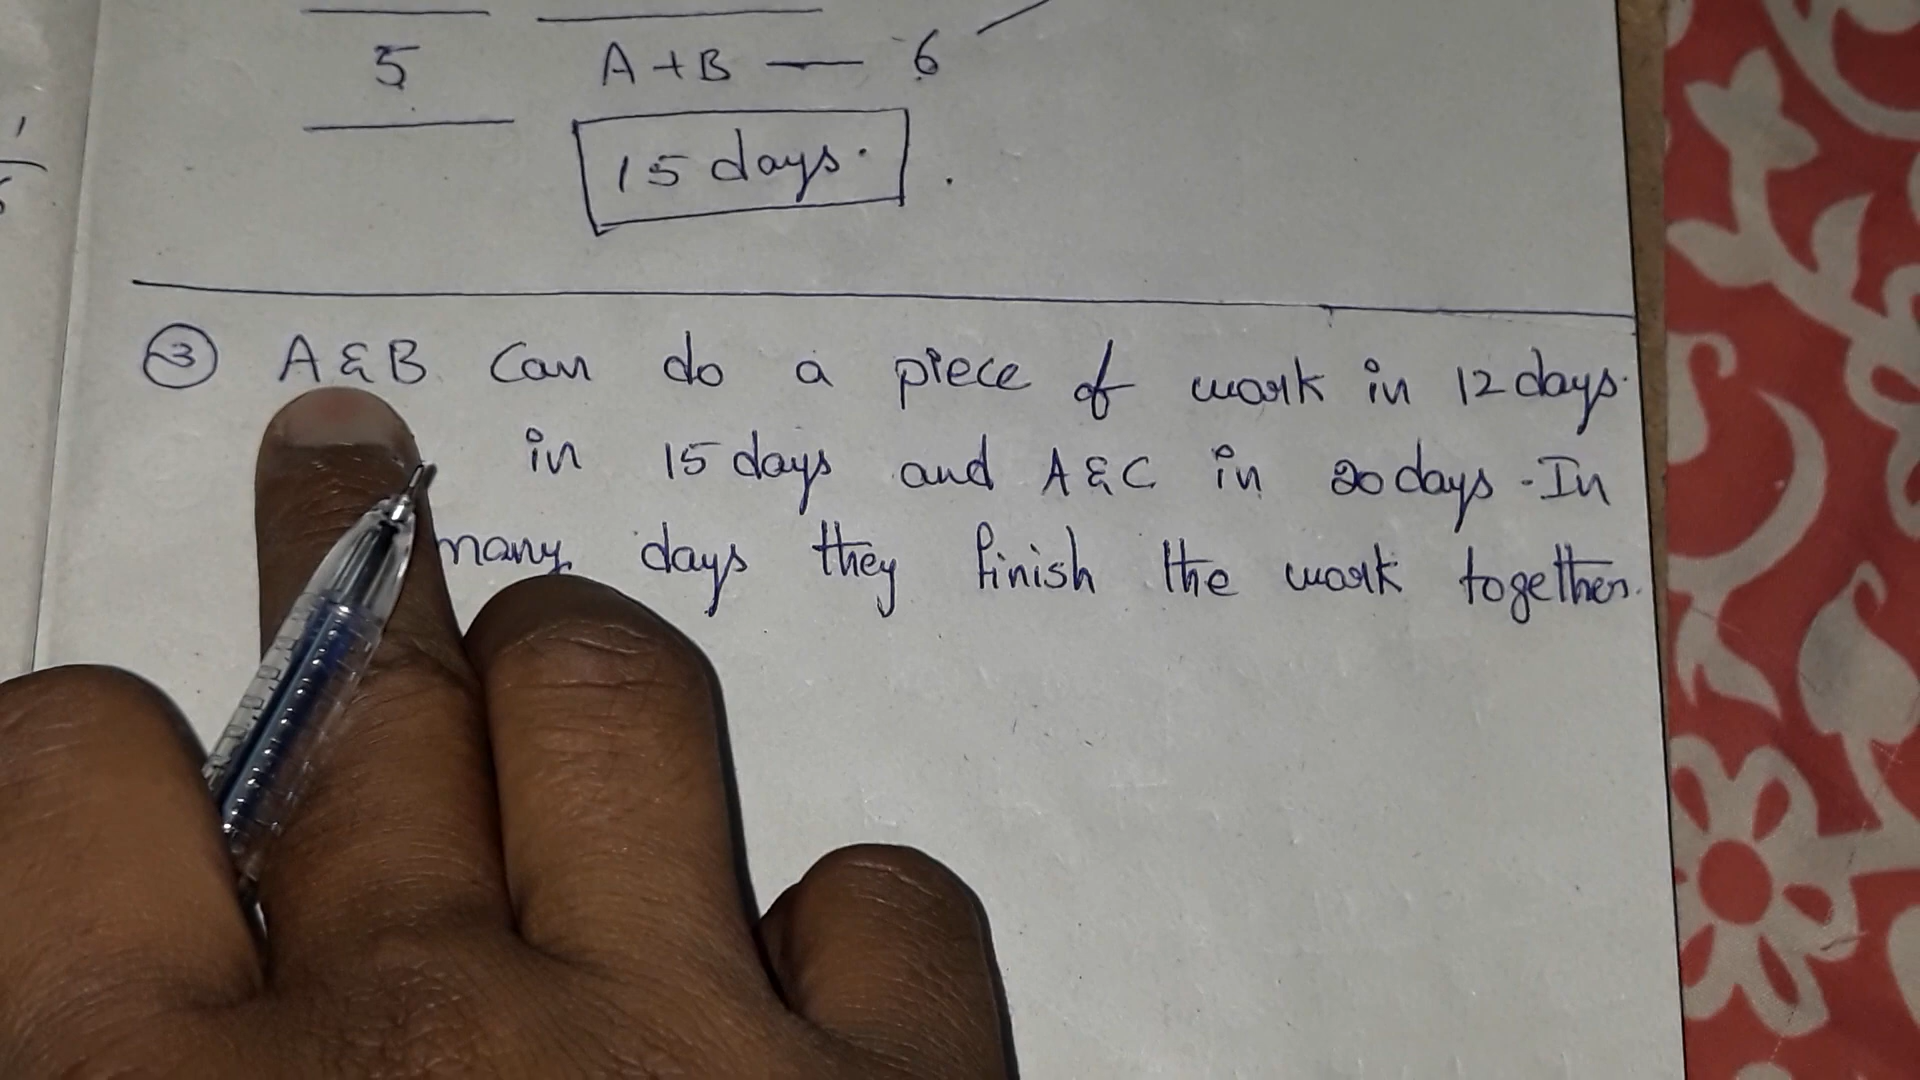 5 A + B — 6
15 days.
③ A & B Can do a piece of work in 12 days.
in 15 days and A & C in 20 days. In
many days they finish the work together.